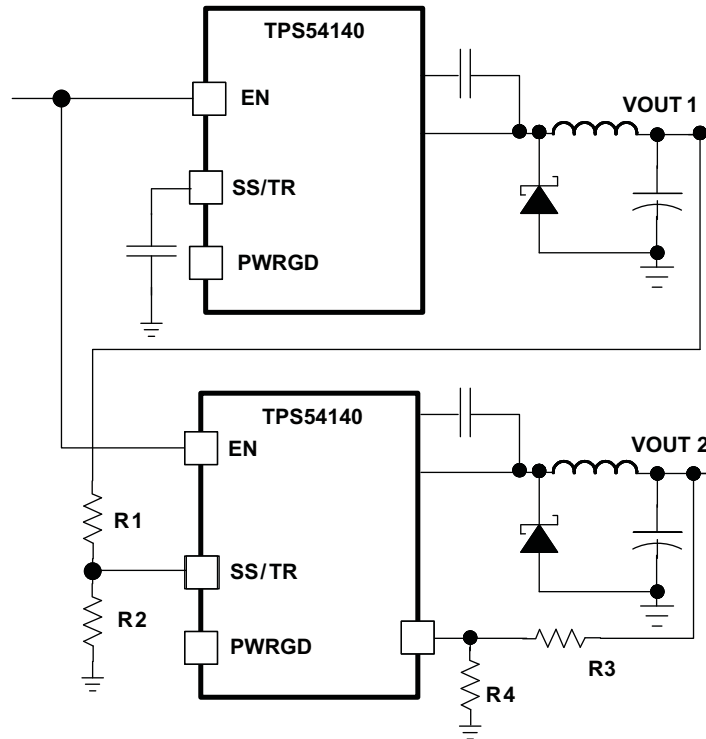 TPS54140
EN
VOUT 1
SS/TR
PWRGD
TPS54140
EN
VOUT 2
R1
SS/TR
R2
PWRGD
R3
R4